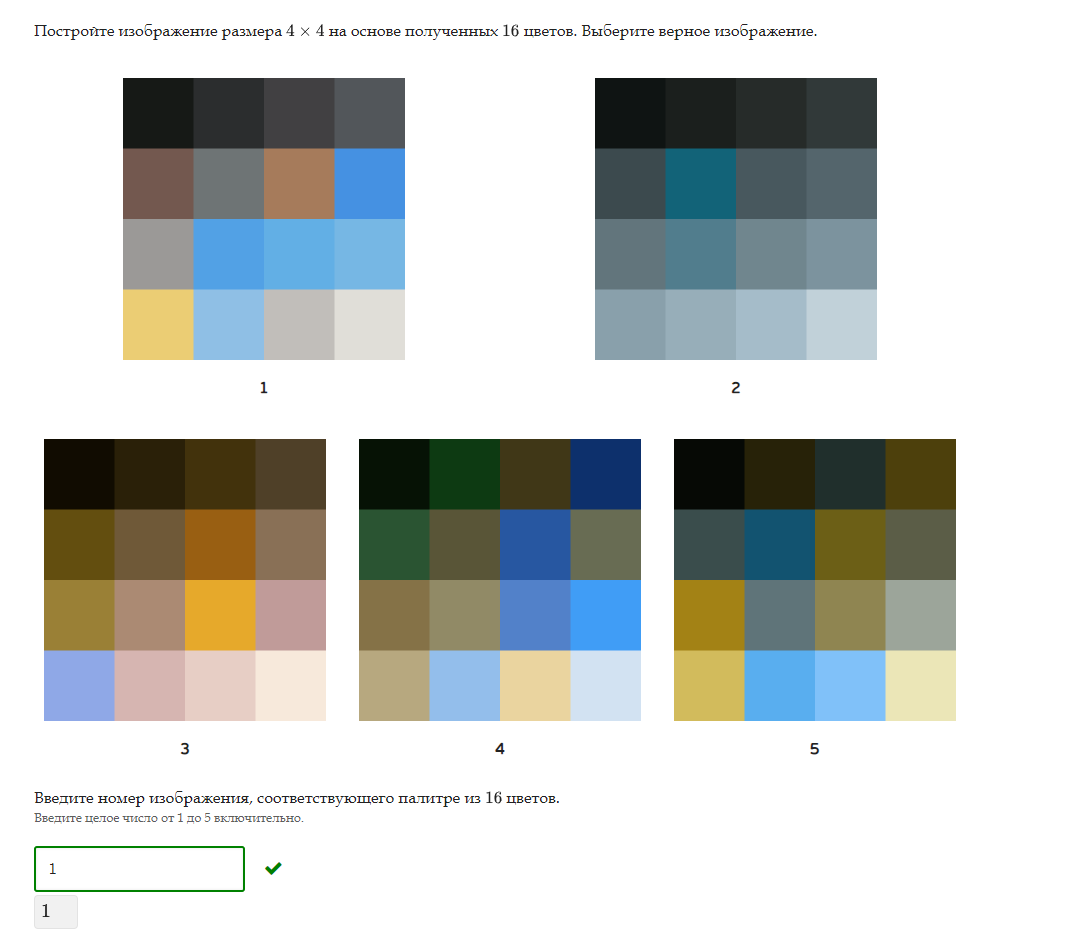 Постройте изображение размера 4 × 4 на основе полученных 16 цветов. Выберите верное изображение.
1
2
3
4
5
Введите номер изображения, соответствующего палитре из 16 цветов.
Введите целое число от 1 до 5 включительно.
1
1